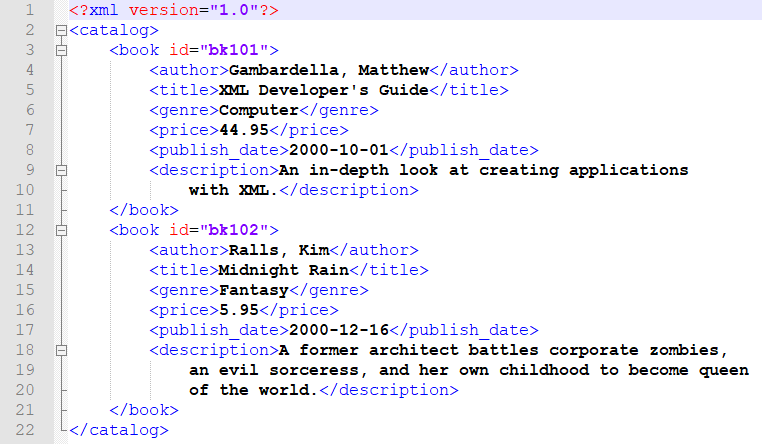 1 <?xml version="1.0"?>
2 <catalog>
3 <book id="bk101">
4 <author>Gambardella, Matthew</author>
5 <title>XML Developer's Guide</title>
6 <genre>Computer</genre>
7 <price>44.95</price>
8 <publish_date>2000-10-01</publish_date>
9 <description>An in-depth look at creating applications
10 with XML.</description>
11 </book>
12 <book id="bk102">
13 <author>Ralls, Kim</author>
14 <title>Midnight Rain</title>
15 <genre>Fantasy</genre>
16 <price>5.95</price>
17 <publish_date>2000-12-16</publish_date>
18 <description>A former architect battles corporate zombies,
19 an evil sorceress, and her own childhood to become queen
20 of the world.</description>
21 </book>
22 </catalog>